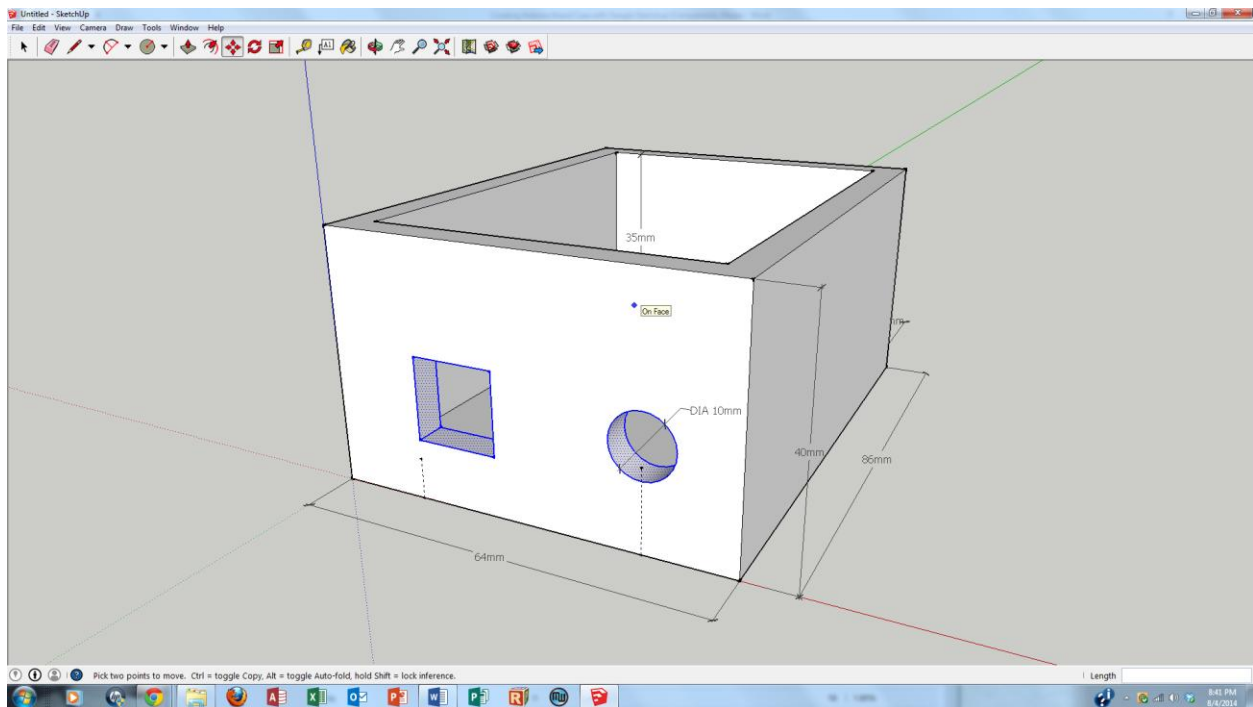 Untitled - SketchUp
File Edit View Camera Draw Tools Window Help
A1
35mm
On Face
DIA 10mm
40mm
86mm
64mm
Pick two points to move. Ctrl = toggle Copy, Alt = toggle Auto-fold, hold Shift = lock inference.
Length
8:41 PM
8/4/2014